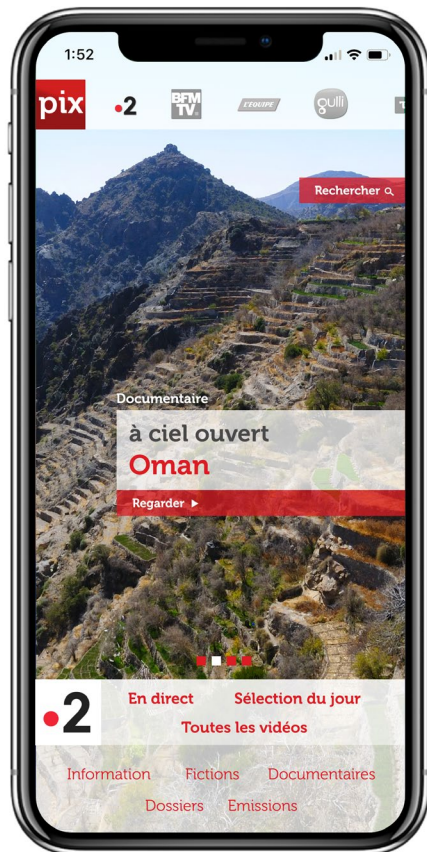 1:52
pix
2
BFM
TV.
L'ÉQUIPE
gulli
T
Rechercher
Documentaire
à ciel ouvert
Oman
Regarder
2
En direct Sélection du jour
Toutes les vidéos
Information Fictions Documentaires
Dossiers Emissions